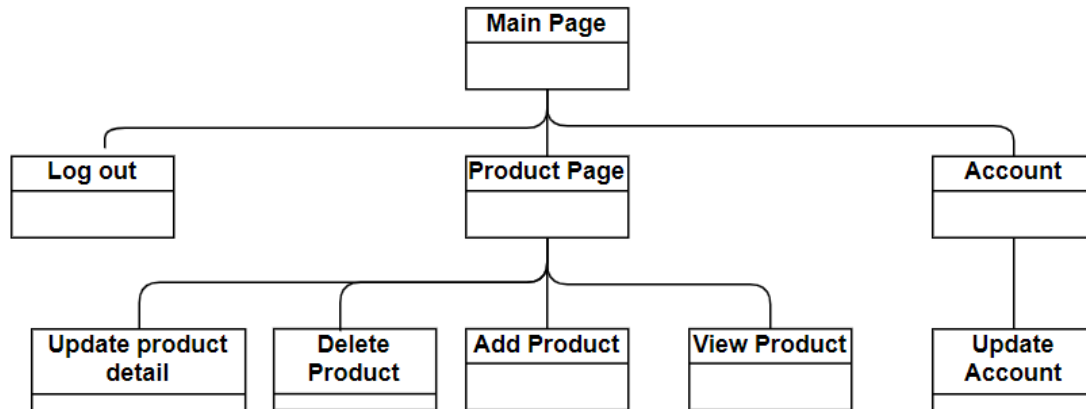 Main Page
Log out
Product Page
Account
Update product
detail
Delete
Product
Add Product
View Product
Update
Account